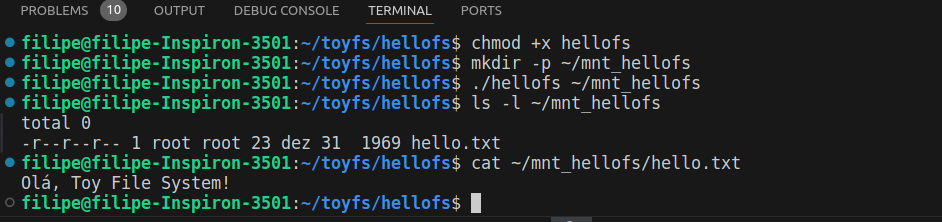 PROBLEMS 10 OUTPUT DEBUG CONSOLE TERMINAL PORTS
filipe@filipe-Inspiron-3501:~/toyfs/hellofs$ chmod +x hellofs
filipe@filipe-Inspiron-3501:~/toyfs/hellofs$ mkdir -p ~/mnt_hellofs
filipe@filipe-Inspiron-3501:~/toyfs/hellofs$ ./hellofs ~/mnt_hellofs
filipe@filipe-Inspiron-3501:~/toyfs/hellofs$ ls -l ~/mnt_hellofs
total 0
-r--r--r-- 1 root root 23 dez 31  1969 hello.txt
filipe@filipe-Inspiron-3501:~/toyfs/hellofs$ cat ~/mnt_hellofs/hello.txt
Olá, Toy File System!
filipe@filipe-Inspiron-3501:~/toyfs/hellofs$